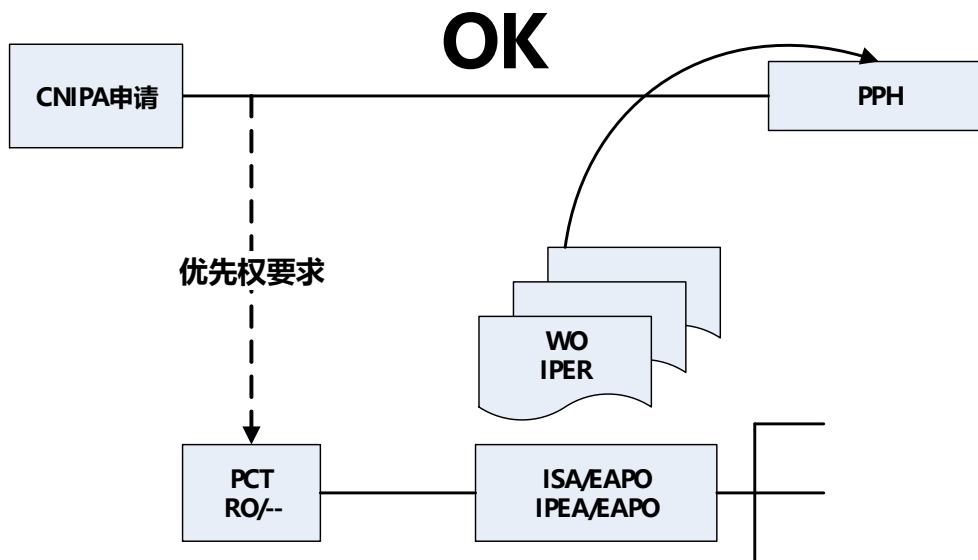 OK
CNIPA申请
PPH
优先权要求
WO
IPER
PCT
RO/--
ISA/EAPO
IPEA/EAPO